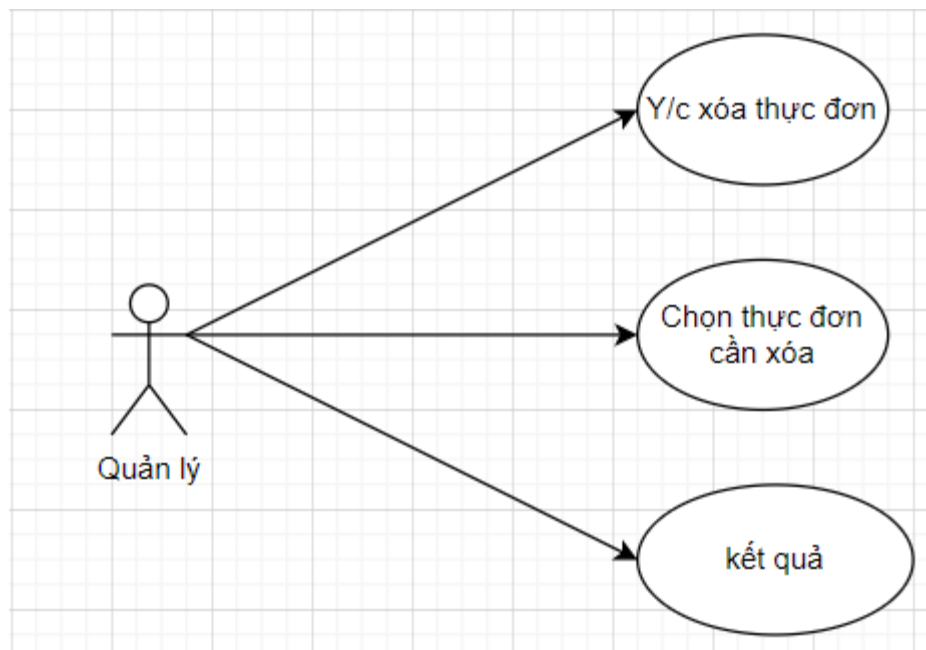 Y/c xóa thực đơn
Chọn thực đơn
cần xóa
Quản lý
kết quả